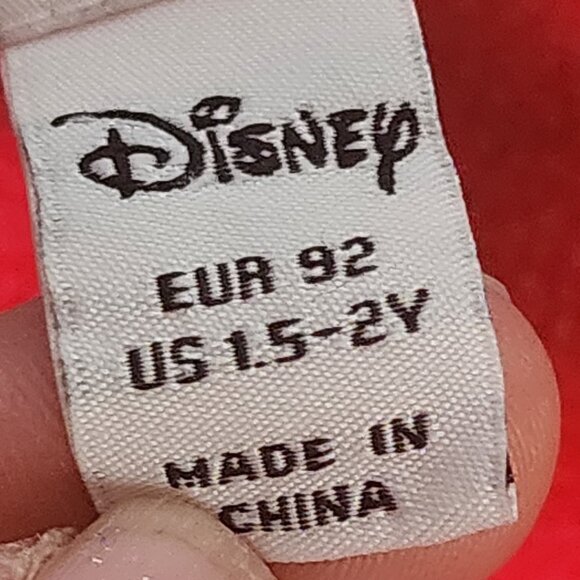 Disney
EUR 92
US 1.5-2Y
MADE IN
CHINA